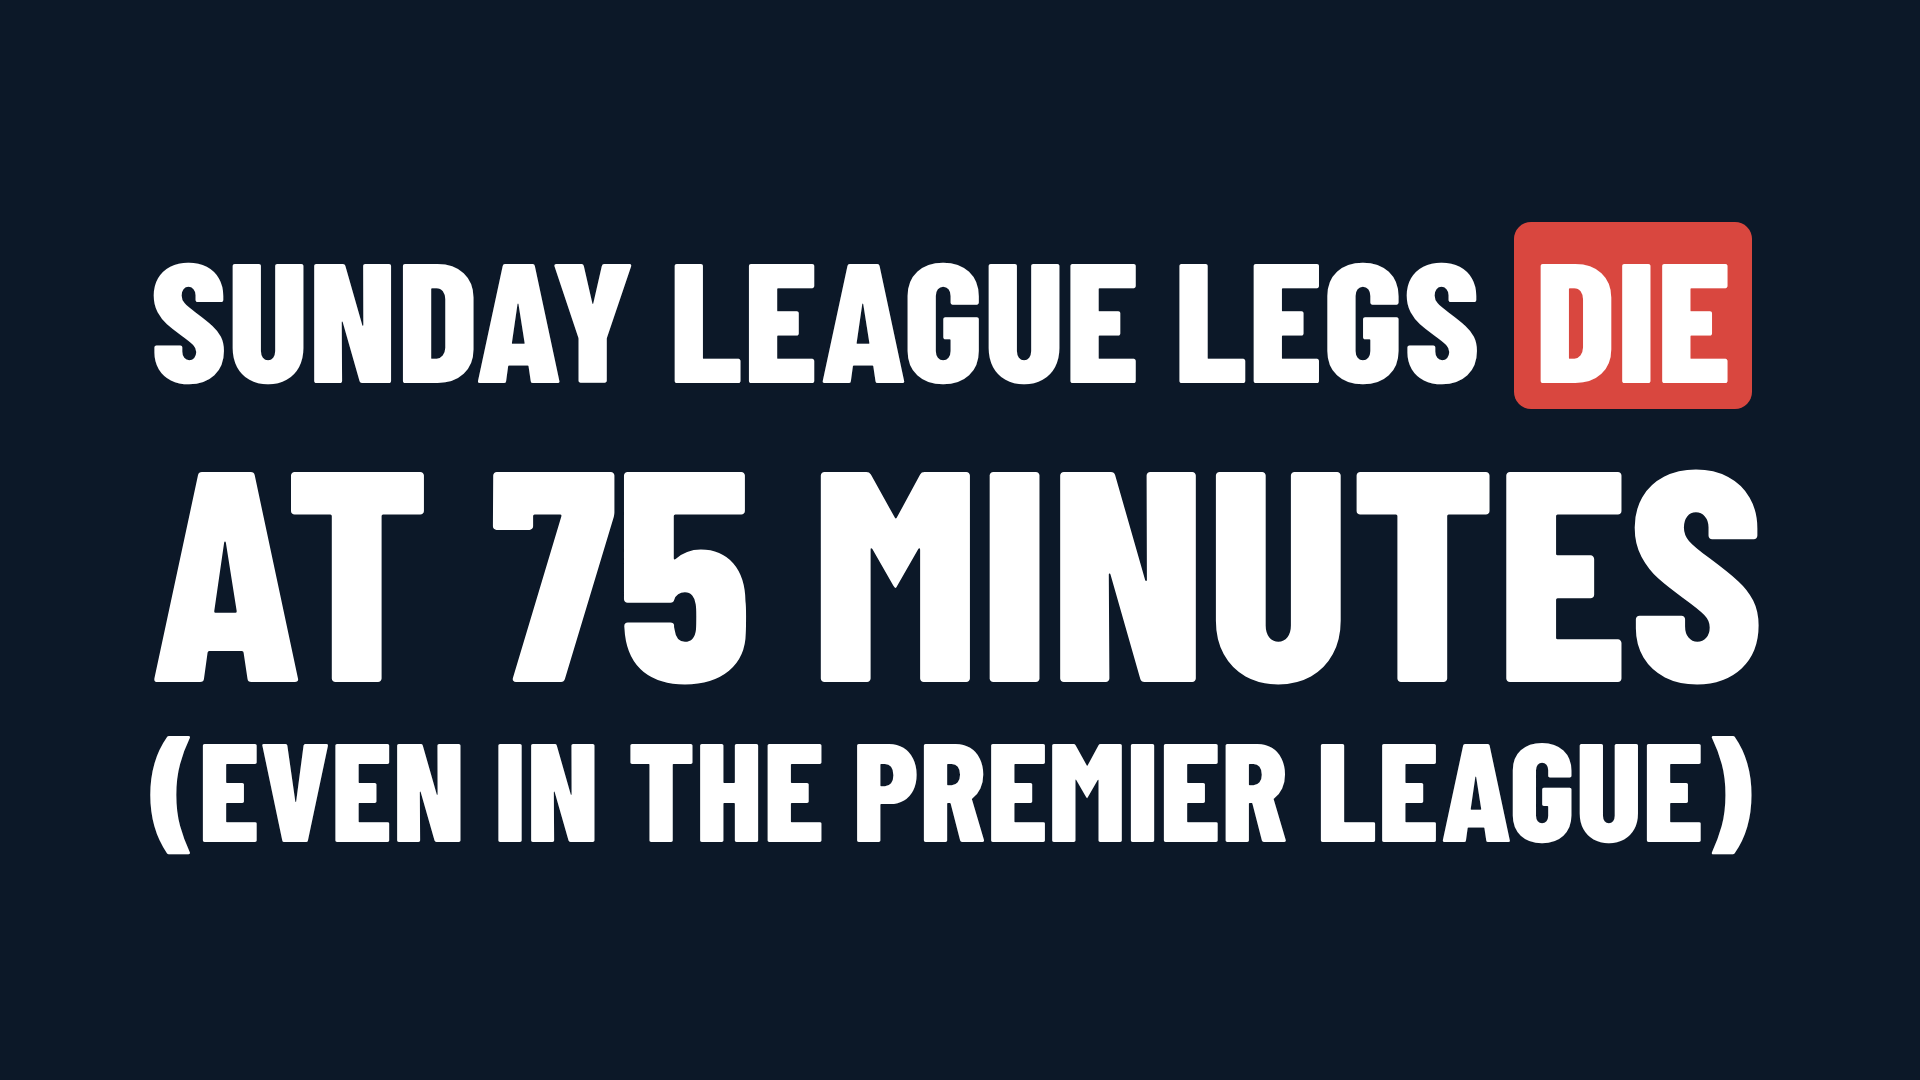 SUNDAY LEAGUE LEGS DIE
AT 75 MINUTES
(EVEN IN THE PREMIER LEAGUE)